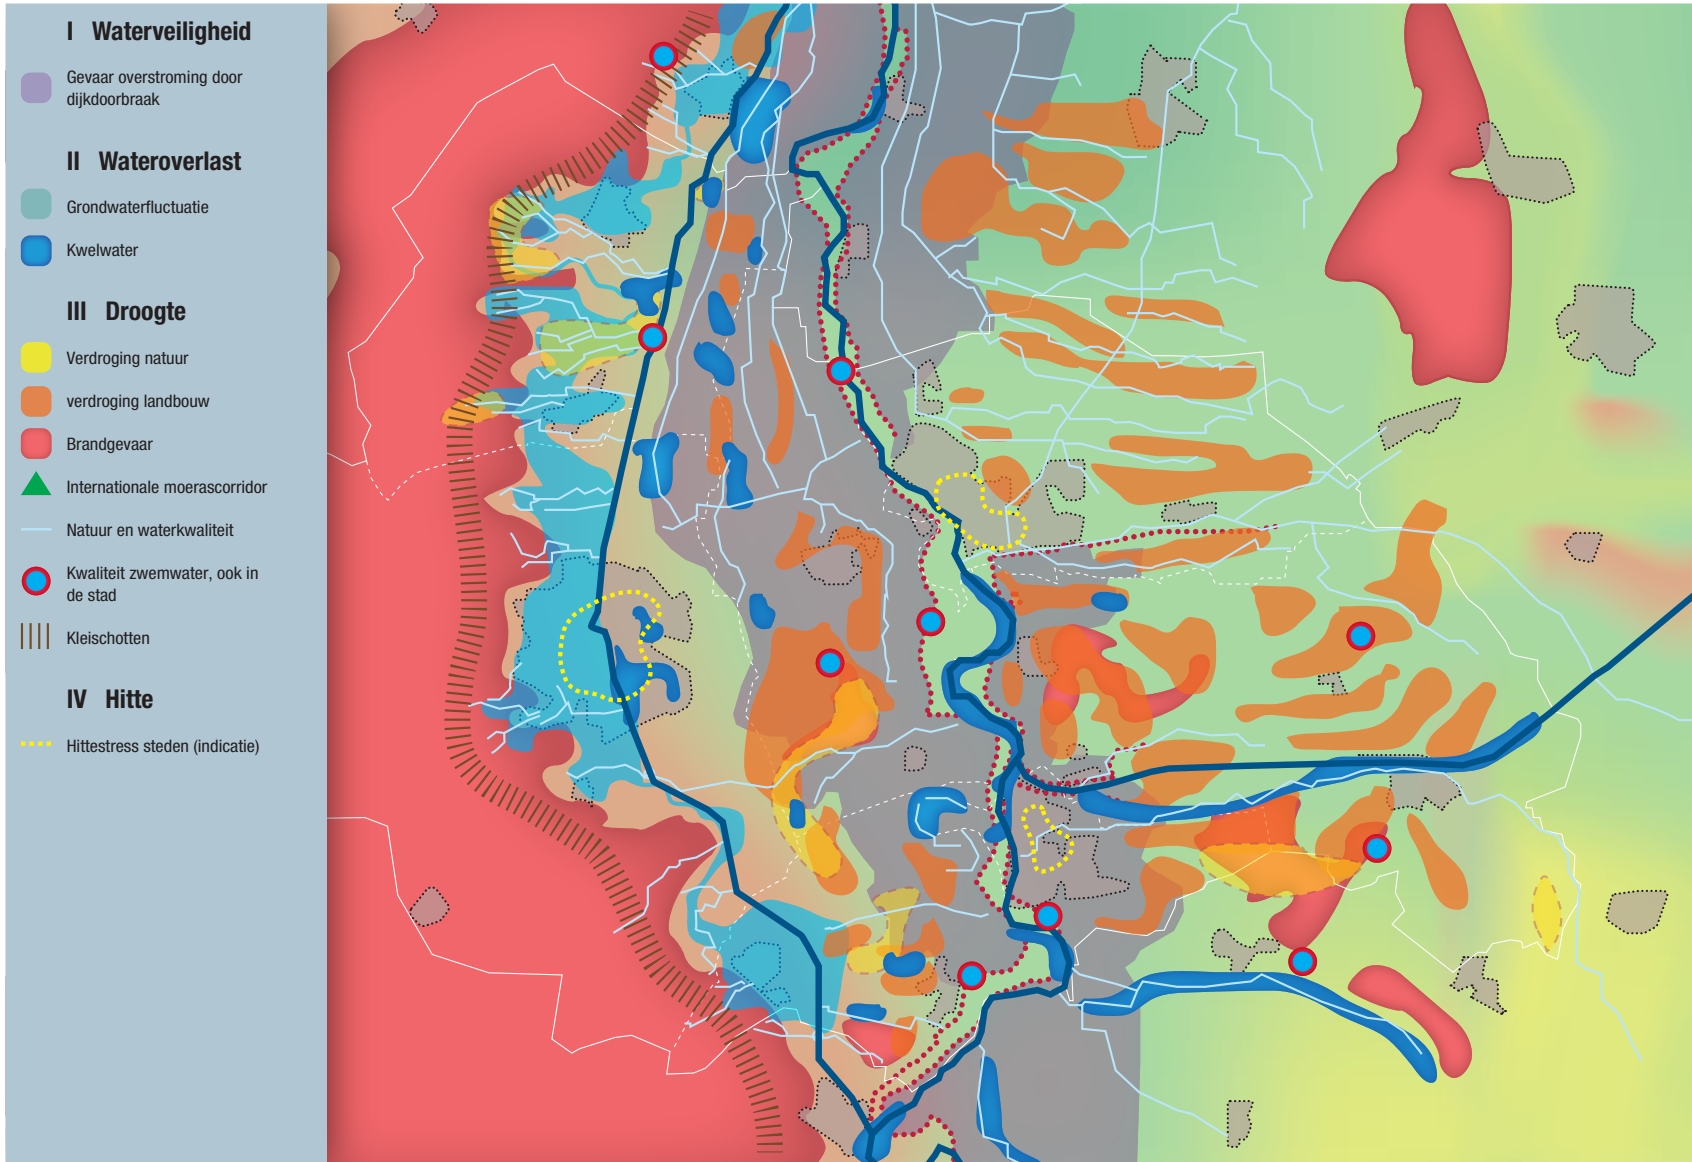 I Waterveiligheid
Gevaar overstroming door
dijkdoorbraak
II Wateroverlast
Grondwaterfluctuatie
Kwelwater
III Droogte
Verdroging natuur
verdroging landbouw
Brandgevaar
Internationale moerascorridor
Natuur en waterkwaliteit
Kwaliteit zwemwater, ook in
de stad
Kleischotten
IV Hitte
Hittestress steden (indicatie)